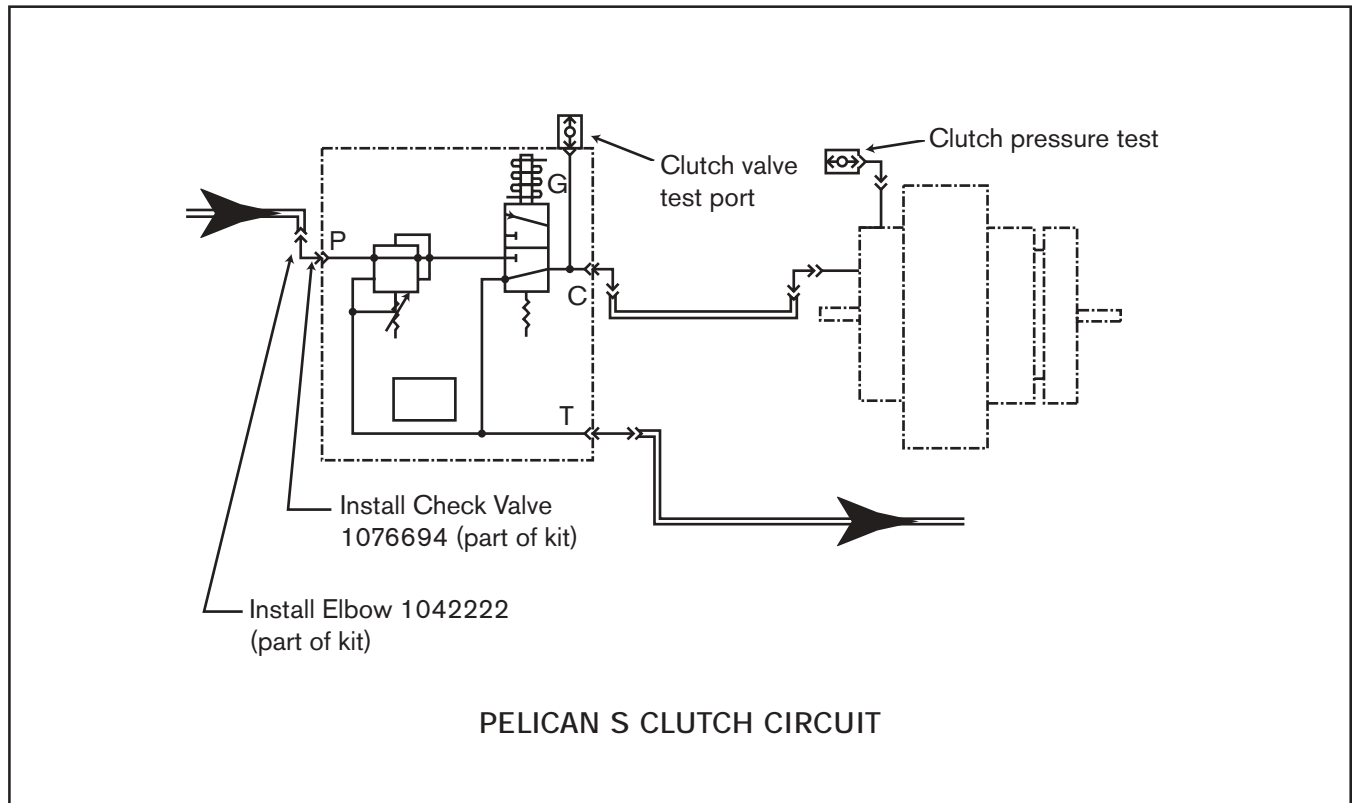 Clutch pressure test
Clutch valve
test port
G
P
C
T
Install Check Valve
1076694 (part of kit)
Install Elbow 1042222
(part of kit)
PELICAN S CLUTCH CIRCUIT